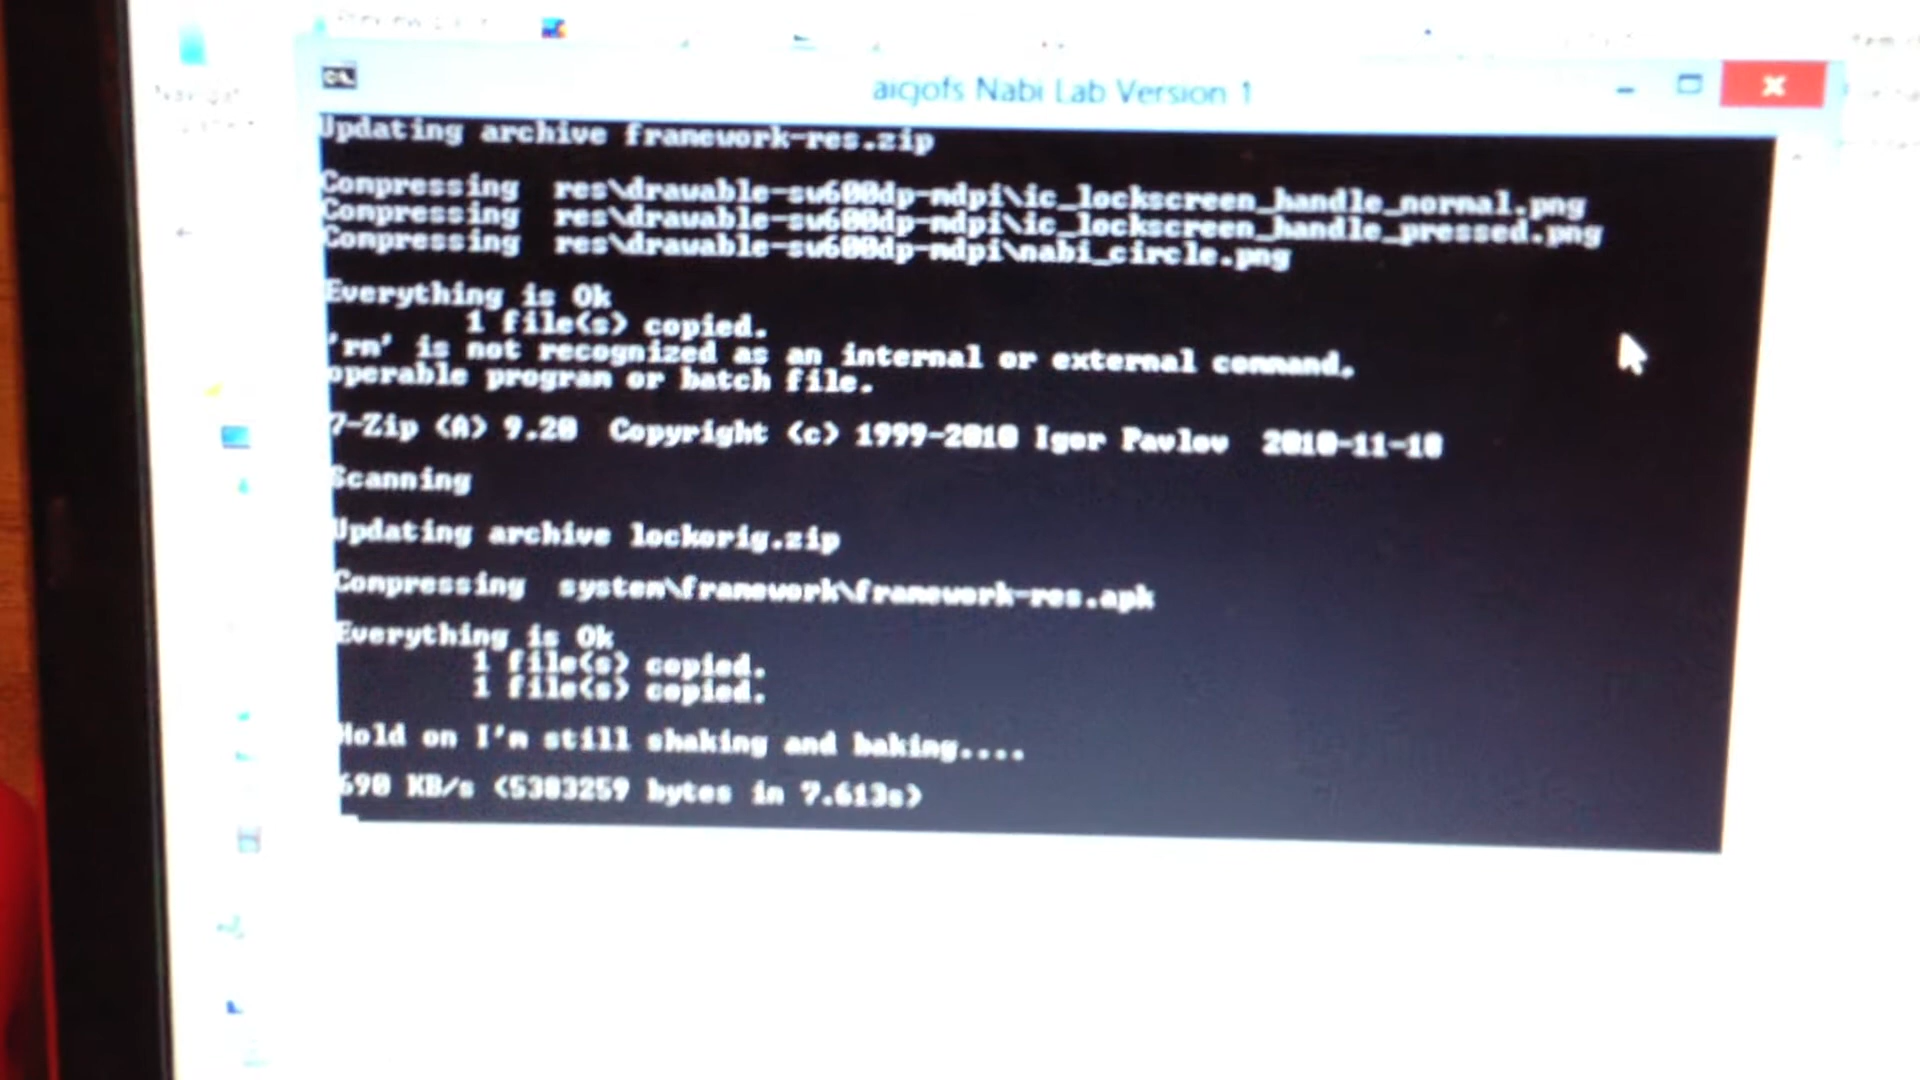 aicjofs Nabi Lab Version 1
Updating archive framework-res.zip
Compressing  res\drawable-sw600dp-mdpi\ic_lockscreen_handle_normal.png
Compressing  res\drawable-sw600dp-mdpi\ic_lockscreen_handle_pressed.png
Compressing  res\drawable-sw600dp-mdpi\nabi_circle.png
Everything is Ok
1 file(s) copied.
'rm' is not recognized as an internal or external command,
operable program or batch file.
7-Zip (A) 9.20  Copyright (c) 1999-2010 Igor Pavlov  2010-11-18
Scanning
Updating archive lockorig.zip
Compressing  system\framework\framework-res.apk
Everything is Ok
1 file(s) copied.
1 file(s) copied.
Hold on I'm still shaking and baking....
690 KB/s (5383259 bytes in 7.613s)